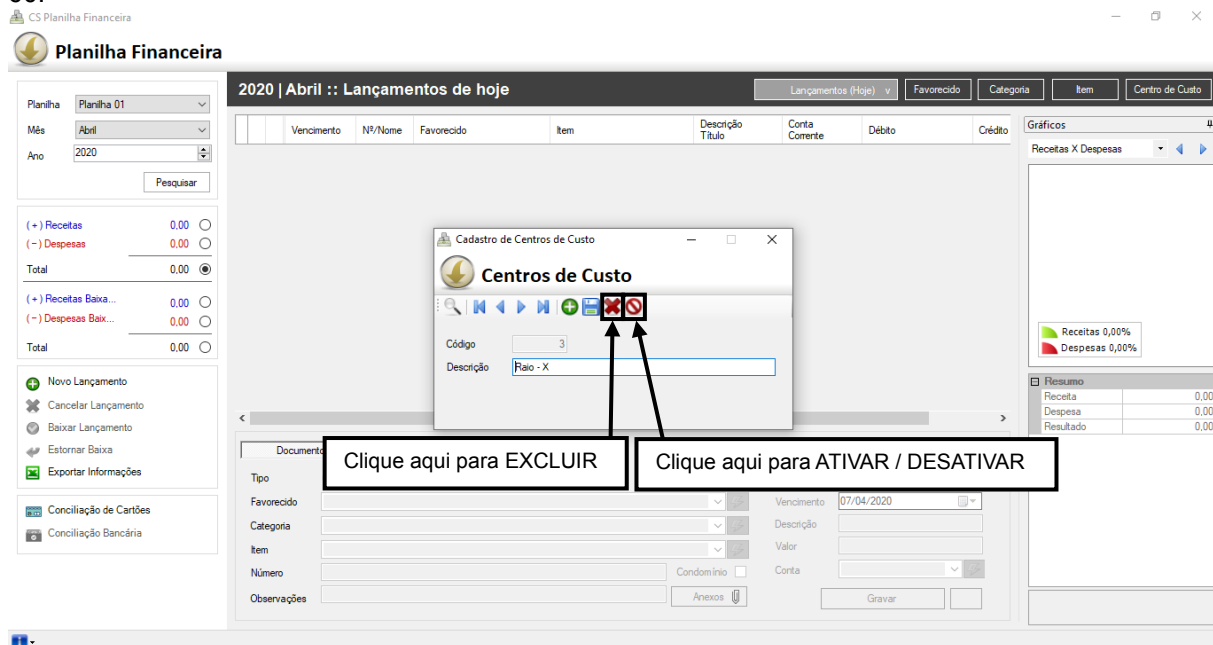 CS Planilha Financeira
Planilha Financeira
Planilha
Planilha 01
Mês
Abril
Ano
2020
Pesquisar
(+) Receitas
0,00
(−) Despesas
0,00
Total
0,00
(+) Receitas Baixa...
0,00
(−) Despesas Baix...
0,00
Total
0,00
Novo Lançamento
Cancelar Lançamento
Baixar Lançamento
Estornar Baixa
Exportar Informações
Conciliação de Cartões
Conciliação Bancária
2020 | Abril :: Lançamentos de hoje
Lançamentos (Hoje) v
Favorecido
Categoria
Item
Centro de Custo
Vencimento
Nº/Nome
Favorecido
Item
Descrição
Título
Conta
Corrente
Débito
Crédito
Cadastro de Centros de Custo
Centros de Custo
Código
3
Descrição
Raio - X
Clique aqui para EXCLUIR
Clique aqui para ATIVAR / DESATIVAR
Tipo
Favorecido
Categoria
Item
Número
Condomínio
Observações
Anexos
Vencimento
07/04/2020
Descrição
Valor
Conta
Gravar
Gráficos
Receitas X Despesas
Receitas 0,00%
Despesas 0,00%
Resumo
Receita
0,00
Despesa
0,00
Resultado
0,00